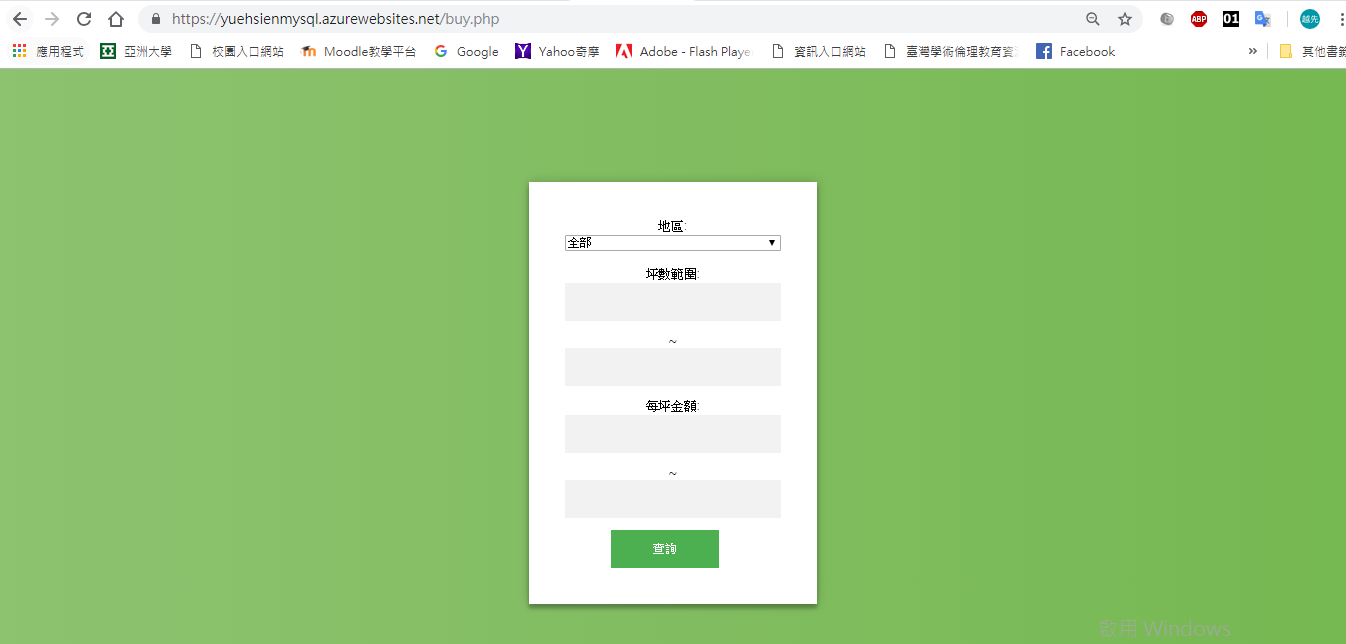 https://yuehsienmysql.azurewebsites.net/buy.php
ABP
01
越先
應用程式
亞洲大學
校園入口網站
Moodle教學平台
Google
Yahoo奇摩
Adobe - Flash Playe
資訊入口網站
臺灣學術倫理教育資
Facebook
»
其他書籤
地區:
全部
坪數範圍:
~
每坪金額:
~
查詢
啟用 Windows